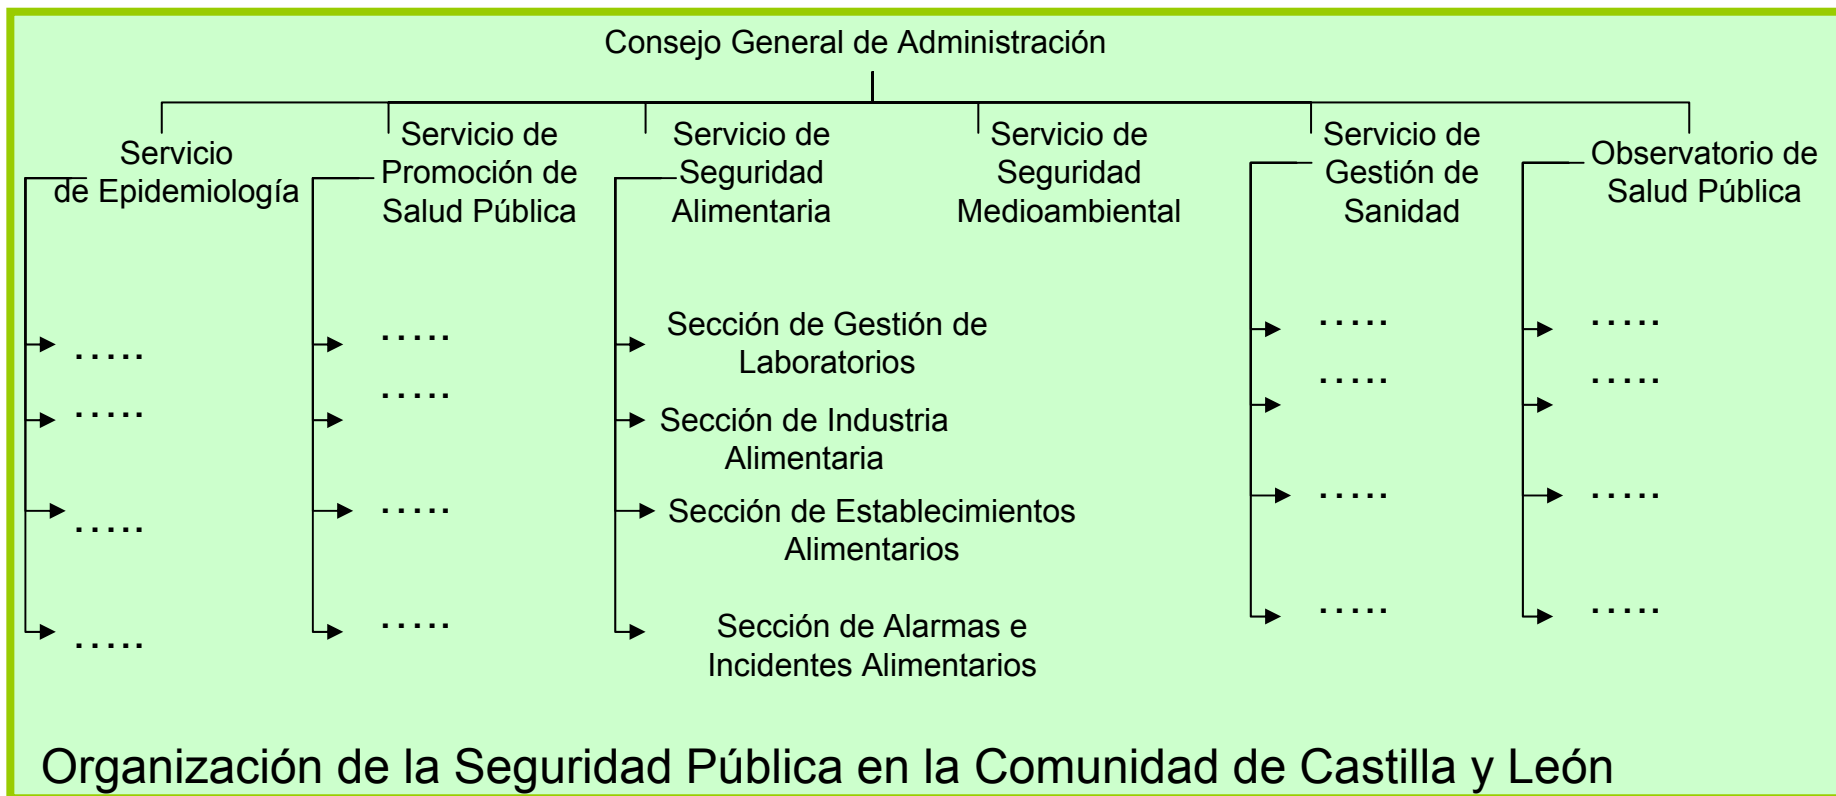 Consejo General de Administración
Servicio
de Epidemiología
Servicio de
Promoción de
Salud Pública
Servicio de
Seguridad
Alimentaria
Servicio de
Seguridad
Medioambiental
Servicio de
Gestión de
Sanidad
Observatorio de
Salud Pública
.....
.....
.....
.....
.....
.....
.....
.....
Sección de Gestión de
Laboratorios
Sección de Industria
Alimentaria
Sección de Establecimientos
Alimentarios
Sección de Alarmas e
Incidentes Alimentarios
.....
.....
.....
.....
.....
.....
.....
.....
Organización de la Seguridad Pública en la Comunidad de Castilla y León